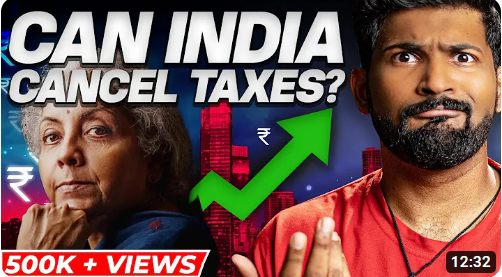 CAN INDIA
CANCEL TAXES?
₹
₹
₹
500K + VIEWS
12:32